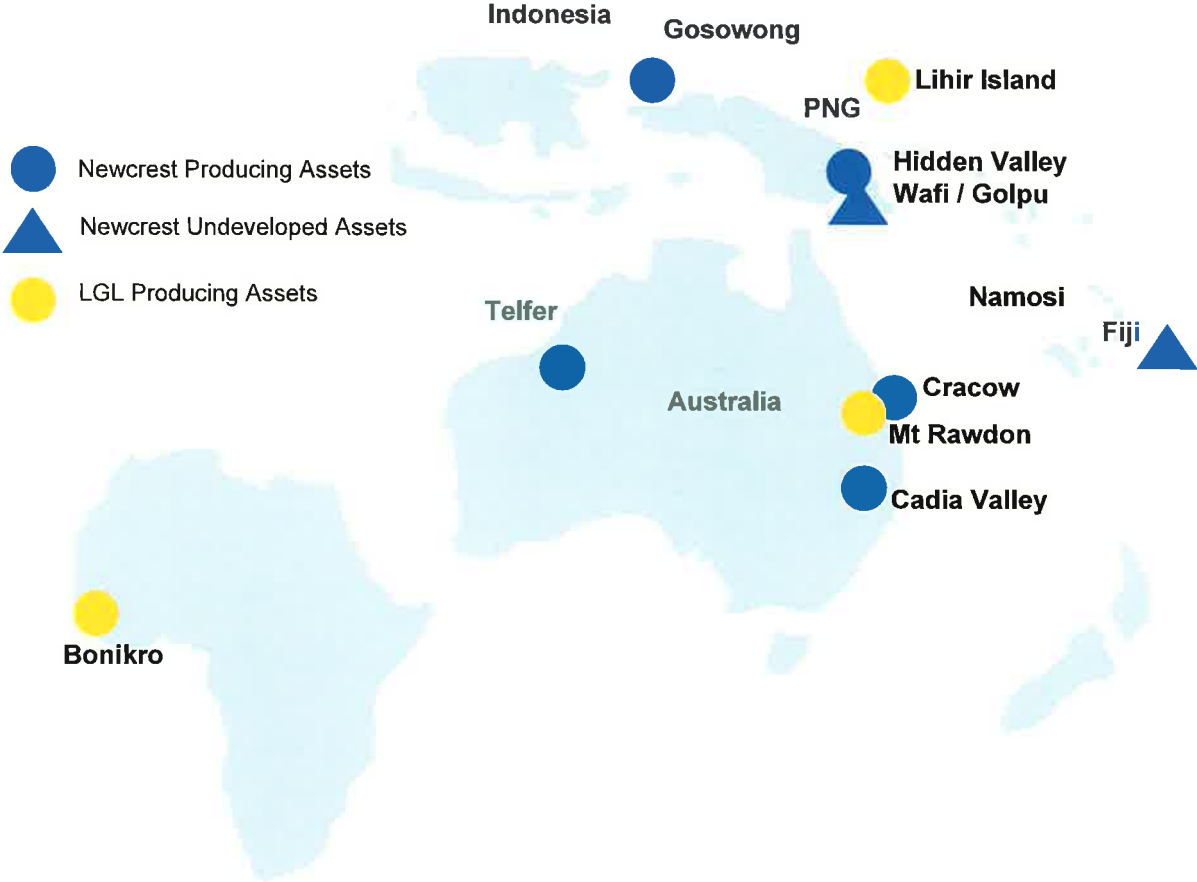 Indonesia
Gosowong
Lihir Island
PNG
Newcrest Producing Assets
Hidden Valley
Wafi / Golpu
Newcrest Undeveloped Assets
LGL Producing Assets
Namosi
Telfer
Fiji
Cracow
Australia
Mt Rawdon
Cadia Valley
Bonikro